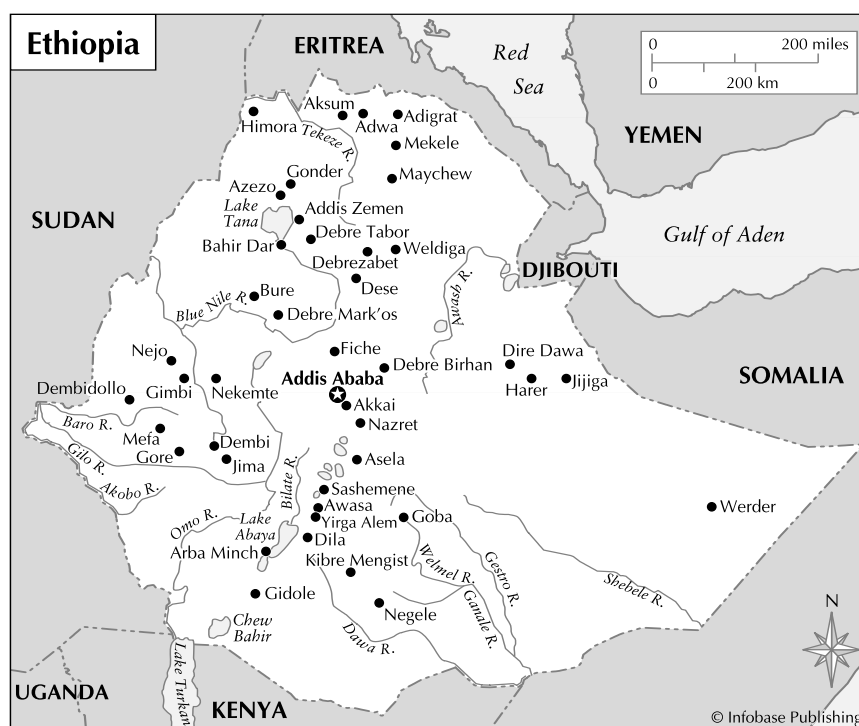 Ethiopia
ERITREA
Red
Sea
0 200 miles
0 200 km
YEMEN
Aksum
Adwa
Adigrat
Himora
Tekeze R.
Mekele
Maychew
Gonder
Azezo
Lake
Tana
Addis Zemen
SUDAN
Debre Tabor
Bahir Dar
Weldiga
Debrezabet
Gulf of Aden
DJIBOUTI
Dese
Awash R.
Bure
Blue Nile R.
Debre Mark'os
Nejo
Fiche
Debre Birhan
Dire Dawa
Addis Ababa
Gimbi
Nekemte
Harer
Jijiga
SOMALIA
Dembidollo
Akkai
Baro R.
Nazret
Mefa
Gore
Dembi
Jima
Gilo R.
Asela
Bilate R.
Akobo R.
Sashemene
Awasa
Werder
Omo R.
Lake
Abaya
Yirga Alem
Goba
Dila
Arba Minch
Kibre Mengist
Welmel R.
Gestro R.
Shebele R.
Gidole
Negele
Ganale R.
N
Chew
Bahir
Dawa R.
Lake Turkan
UGANDA
KENYA
© Infobase Publishing